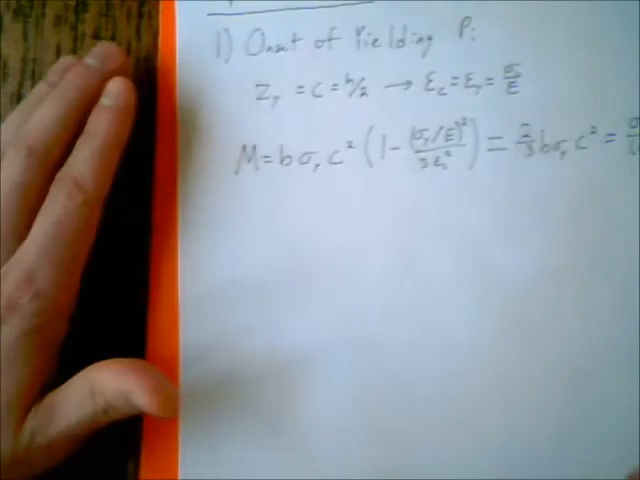 1) Onset of Yielding P:
z_y = c = h/2 → ε_c = ε_y = σ_y/E
M = bσ_y c² (1 - (σ_y/E)²/3ε_c²) = 2/3 bσ_y c² =